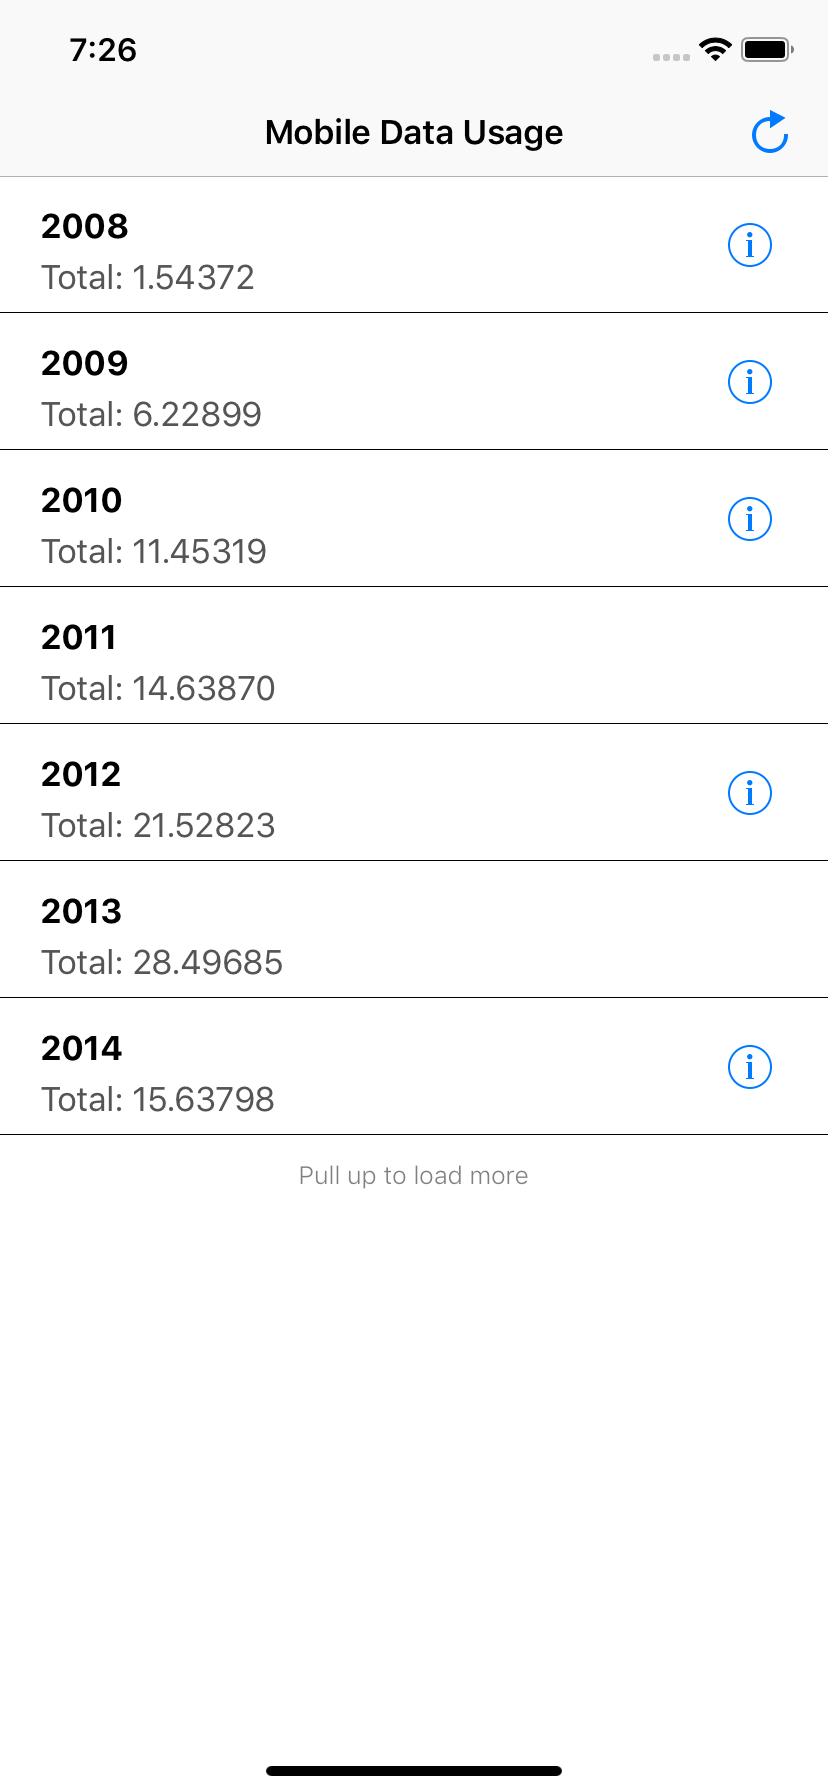 7:26
Mobile Data Usage
2008
Total: 1.54372
2009
Total: 6.22899
2010
Total: 11.45319
2011
Total: 14.63870
2012
Total: 21.52823
2013
Total: 28.49685
2014
Total: 15.63798
Pull up to load more